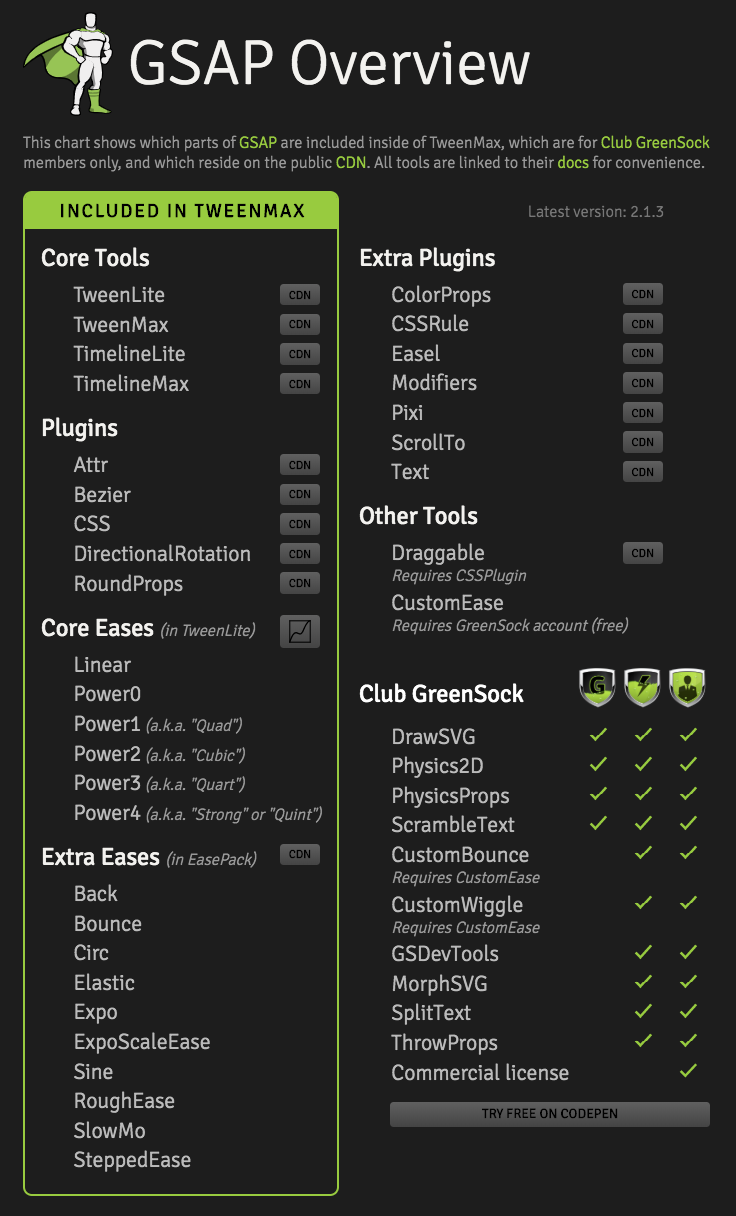 GSAP Overview
This chart shows which parts of GSAP are included inside of TweenMax, which are for Club GreenSock
members only, and which reside on the public CDN. All tools are linked to their docs for convenience.
INCLUDED IN TWEENMAX
Core Tools
TweenLite CDN
TweenMax CDN
TimelineLite CDN
TimelineMax CDN
Plugins
Attr CDN
Bezier CDN
CSS CDN
DirectionalRotation CDN
RoundProps CDN
Core Eases (in TweenLite)
Linear
Power0
Power1 (a.k.a. "Quad")
Power2 (a.k.a. "Cubic")
Power3 (a.k.a. "Quart")
Power4 (a.k.a. "Strong" or "Quint")
Extra Eases (in EasePack) CDN
Back
Bounce
Circ
Elastic
Expo
ExpoScaleEase
Sine
RoughEase
SlowMo
SteppedEase
Latest version: 2.1.3
Extra Plugins
ColorProps CDN
CSSRule CDN
Easel CDN
Modifiers CDN
Pixi CDN
ScrollTo CDN
Text CDN
Other Tools
Draggable CDN
Requires CSSPlugin
CustomEase
Requires GreenSock account (free)
Club GreenSock G
DrawSVG
Physics2D
PhysicsProps
ScrambleText
CustomBounce
Requires CustomEase
CustomWiggle
Requires CustomEase
GSDevTools
MorphSVG
SplitText
ThrowProps
Commercial license
TRY FREE ON CODEPEN